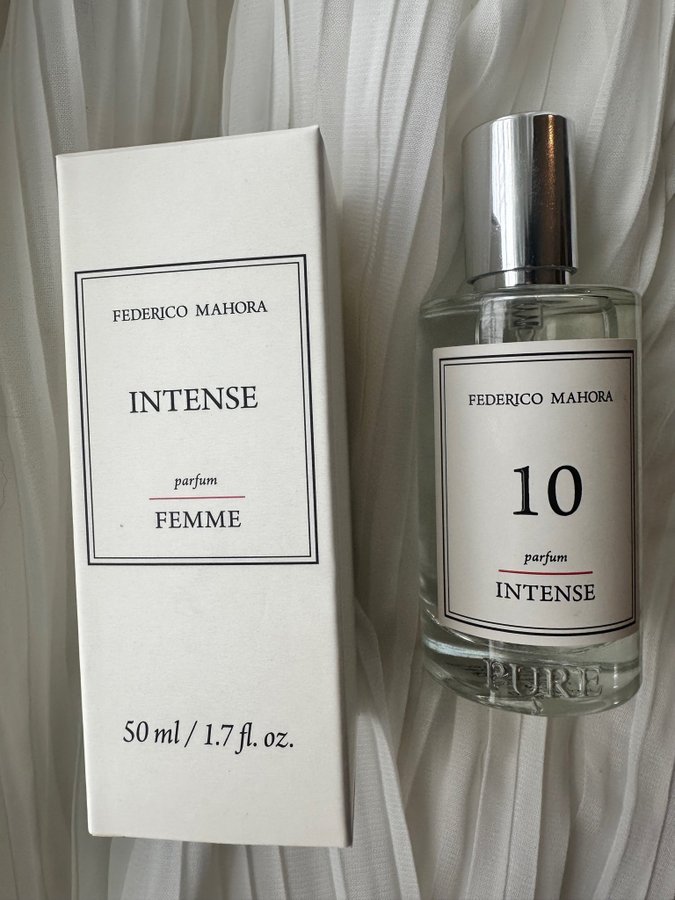 FEDERICO MAHORA
INTENSE
parfum
FEMME
50 ml / 1.7 fl. oz.
FEDERICO MAHORA
10
parfum
INTENSE
PURE